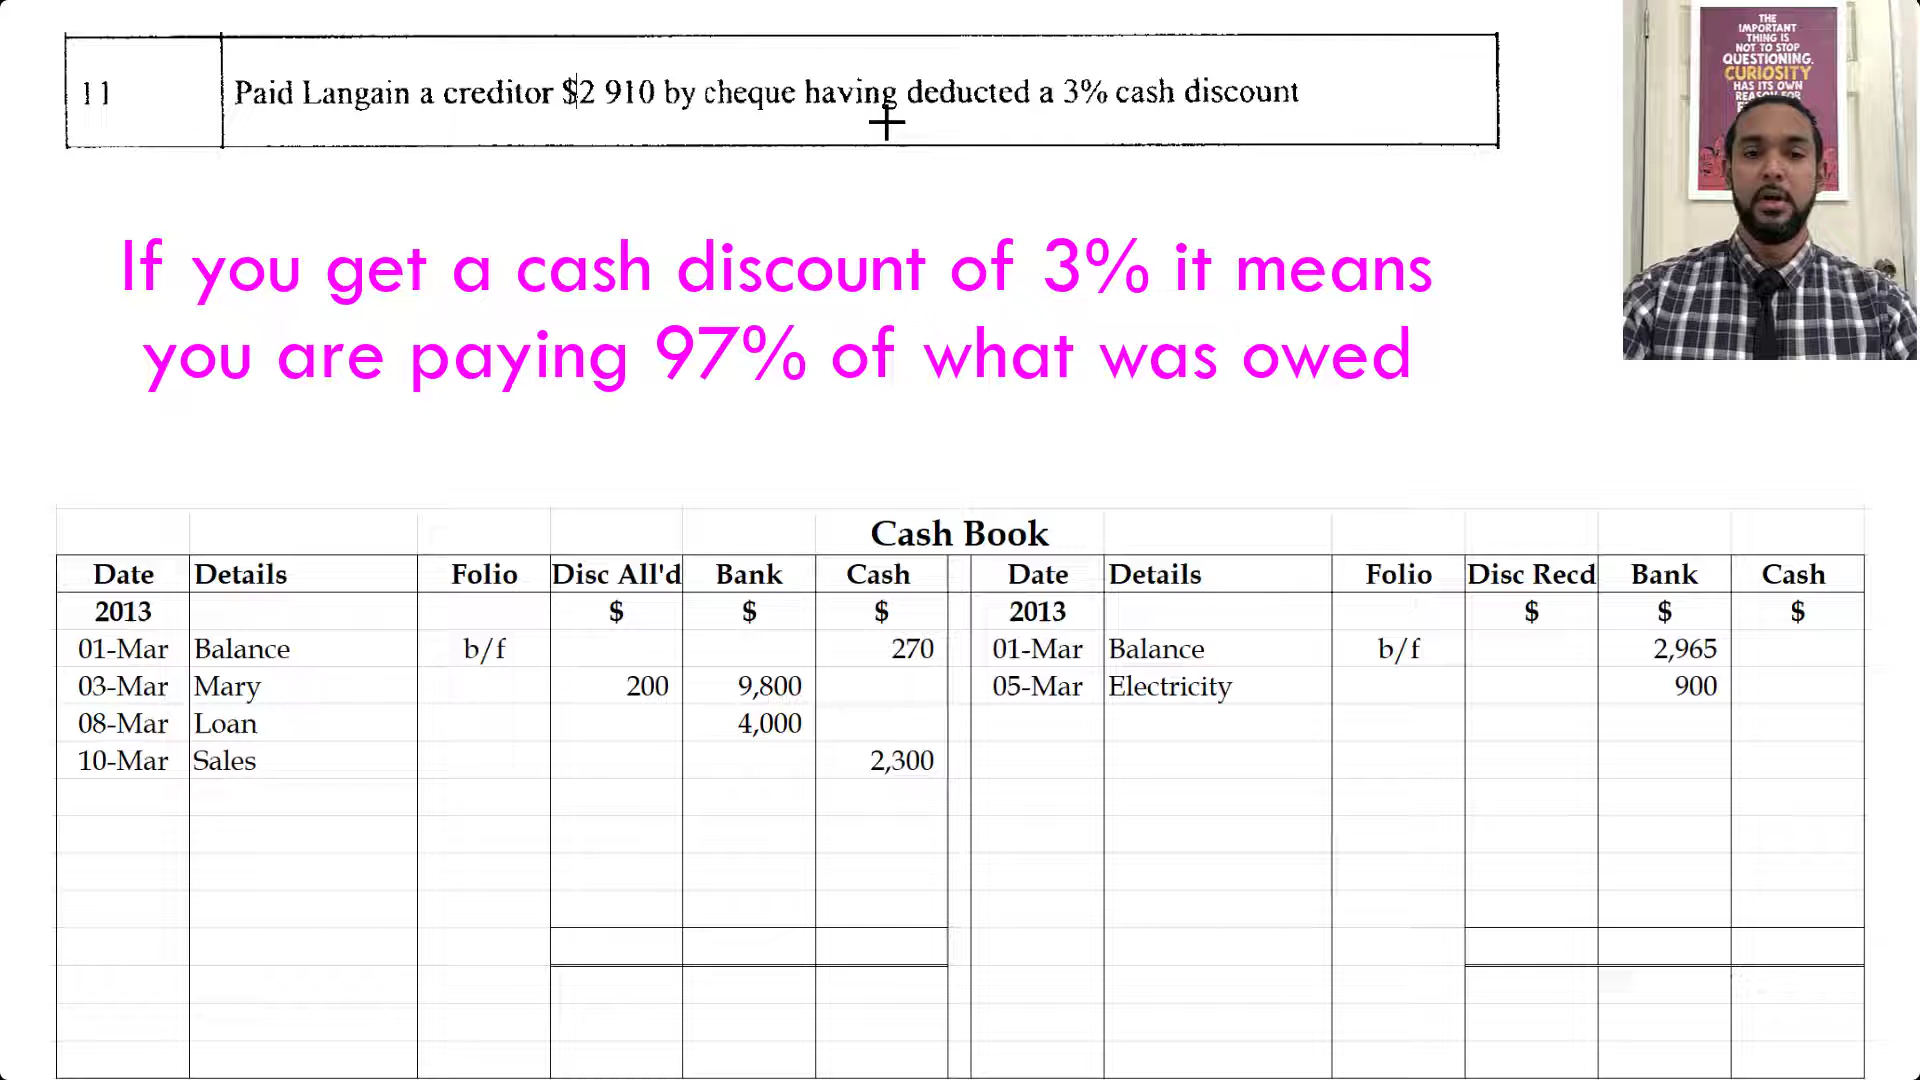 11 Paid Langain a creditor $2 910 by cheque having deducted a 3% cash discount
THE
IMPORTANT
THING IS
NOT TO STOP
QUESTIONING.
CURIOSITY
HAS ITS OWN
If you get a cash discount of 3% it means
you are paying 97% of what was owed
Cash Book
Date Details Folio Disc All'd Bank Cash Date Details Folio Disc Recd Bank Cash
2013 $ $ $ 2013 $ $ $
01-Mar Balance b/f 270 01-Mar Balance b/f 2,965
03-Mar Mary 200 9,800 05-Mar Electricity 900
08-Mar Loan 4,000
10-Mar Sales 2,300